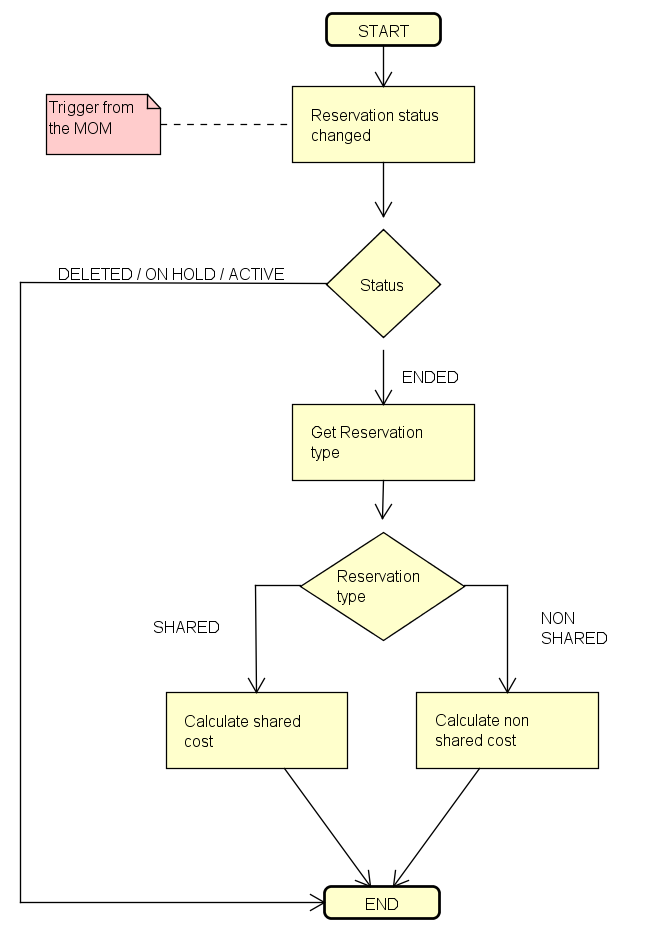 START
Trigger from
the MOM
Reservation status
changed
DELETED / ON HOLD / ACTIVE
Status
ENDED
Get Reservation
type
Reservation
type
SHARED
NON
SHARED
Calculate shared
cost
Calculate non
shared cost
END